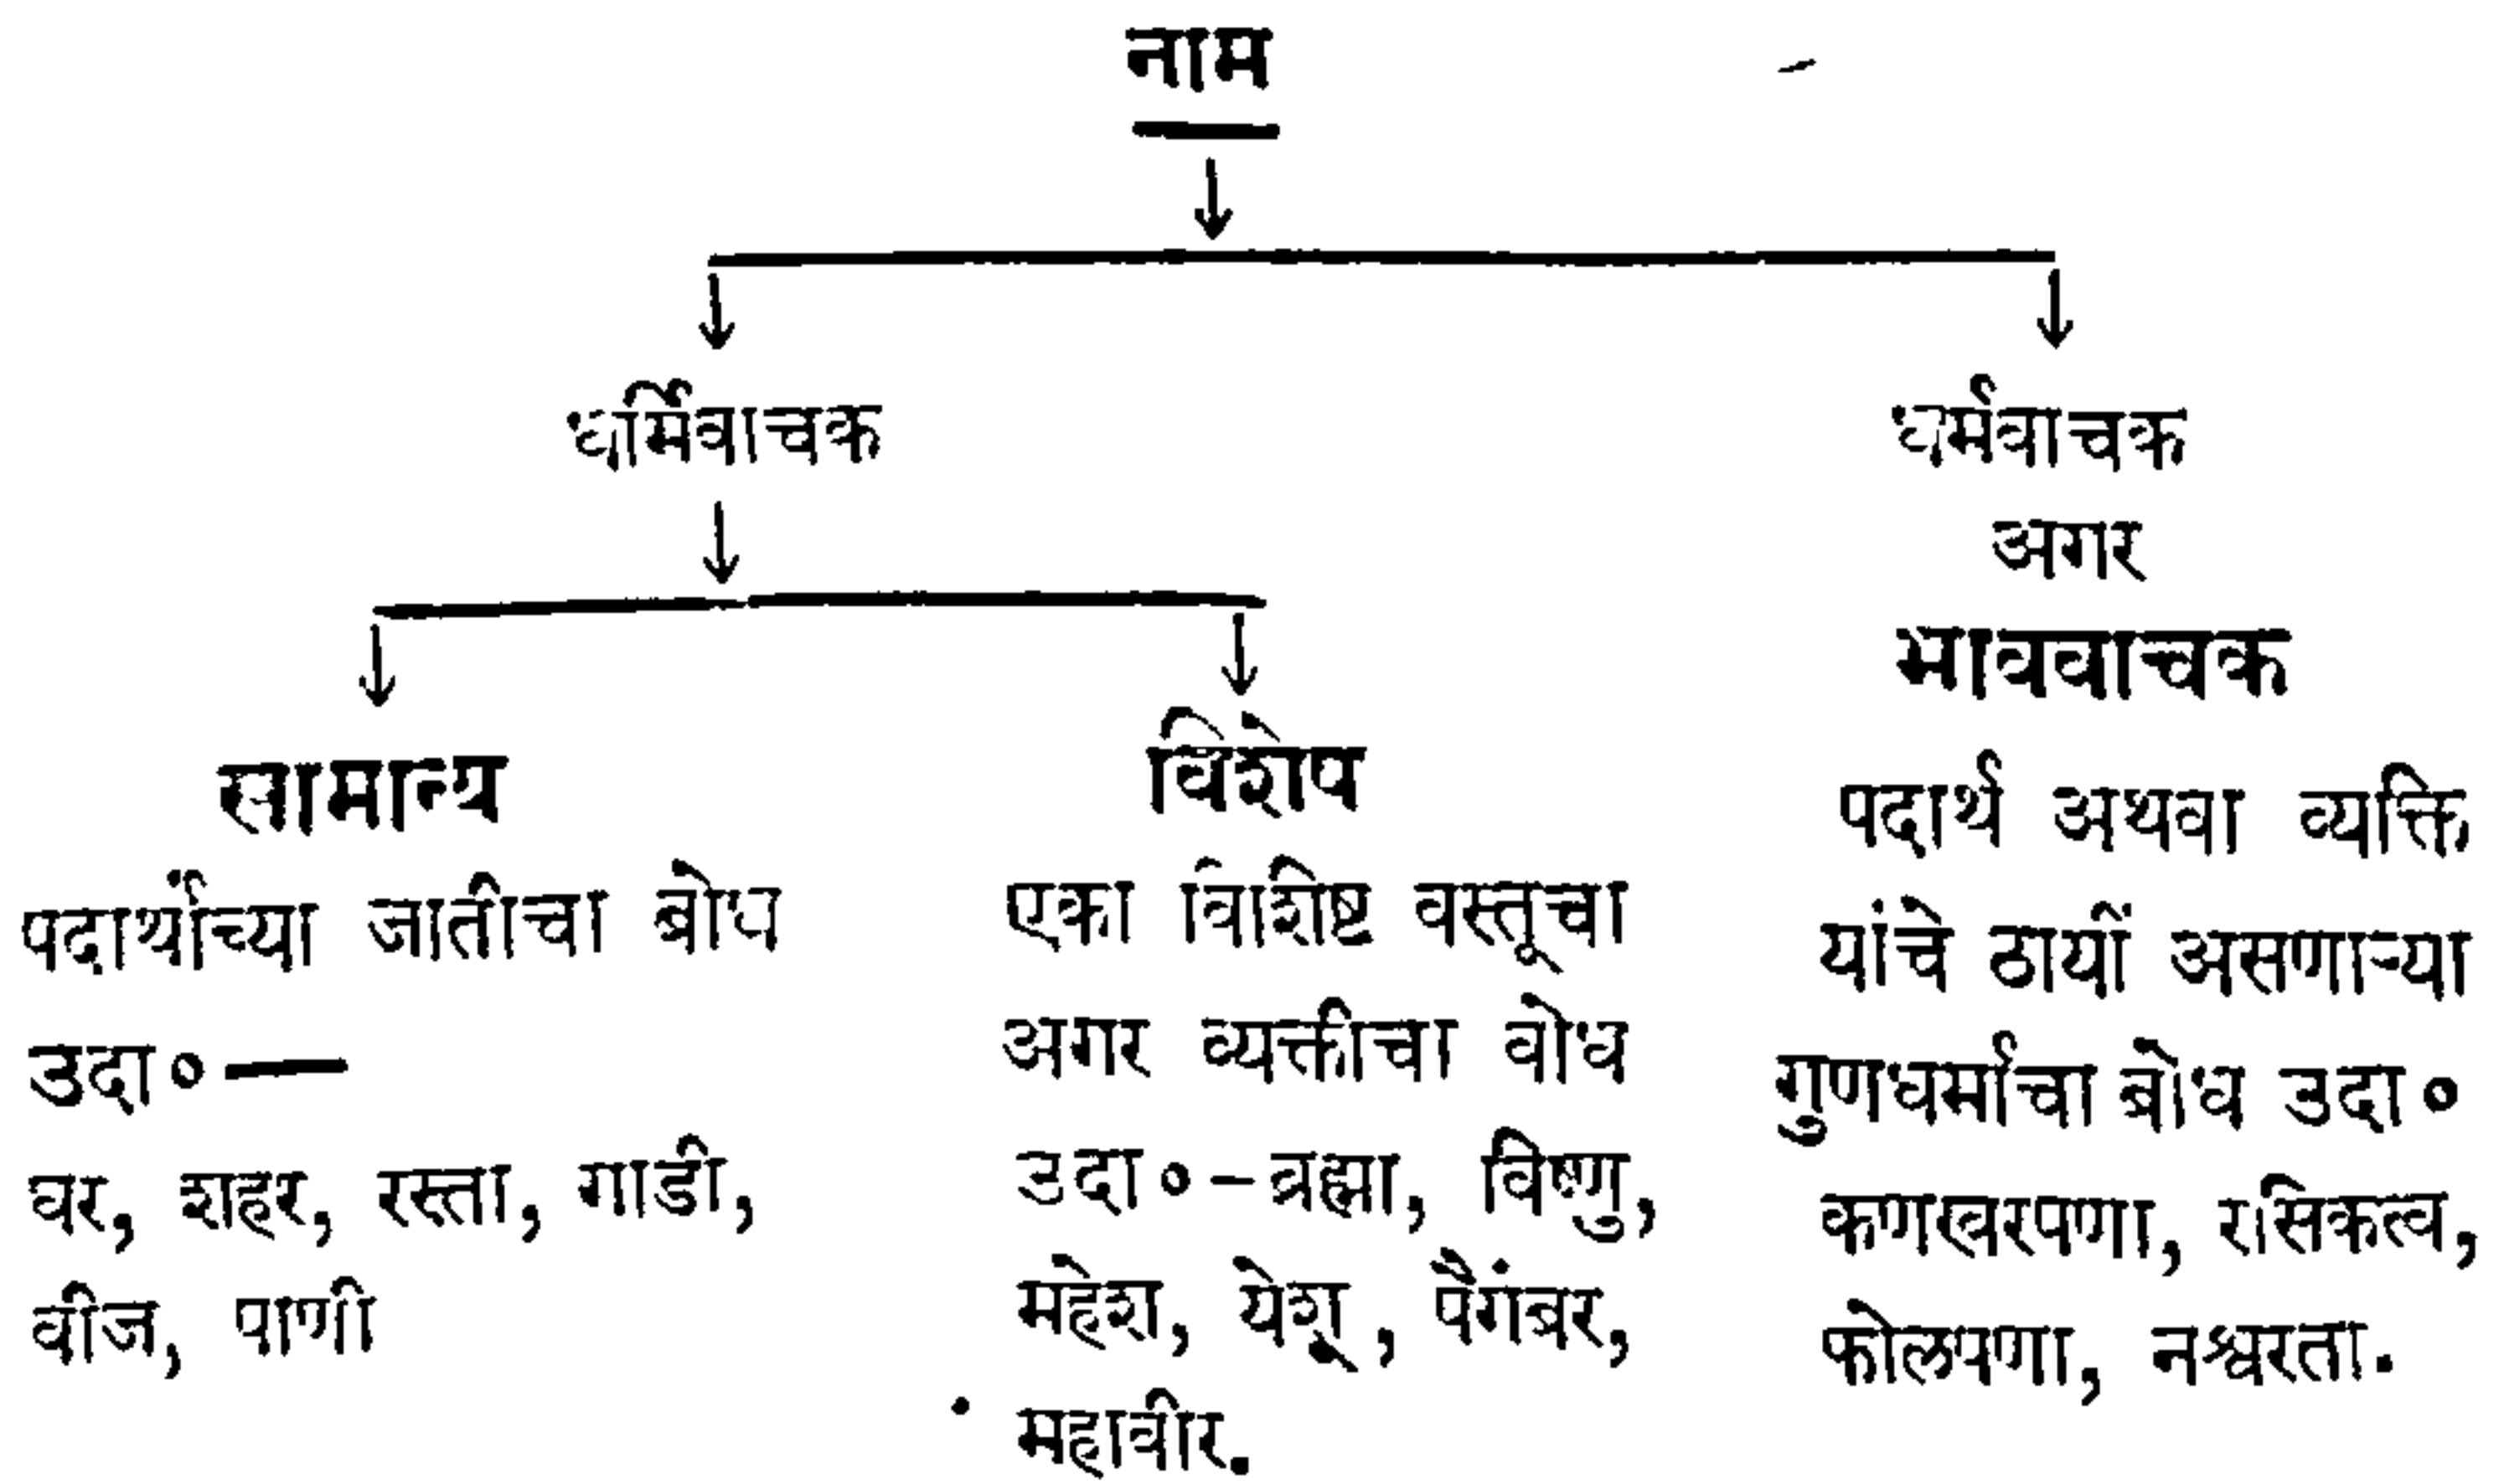 नाम
धर्मिवाचक
धर्मवाचक
अगर
भाववाचक
सामान्य
पदार्थांच्या जातीचा बोध
उदा० —
घर, शहर, रस्ता, गाडी,
वीज, पाणी
विशेष
एका विशिष्ट वस्तूचा
अगर व्यक्तीचा बोध
उदा० – ब्रह्मा, विष्णु,
महेश, येशू, पैगंबर,
महावीर.
पदार्थ अथवा व्यक्ति
यांचे ठायीं असणाऱ्या
गुणधर्माचा बोध उदा०
कणखरपणा, रसिकत्व,
फोलपणा, नश्वरता.